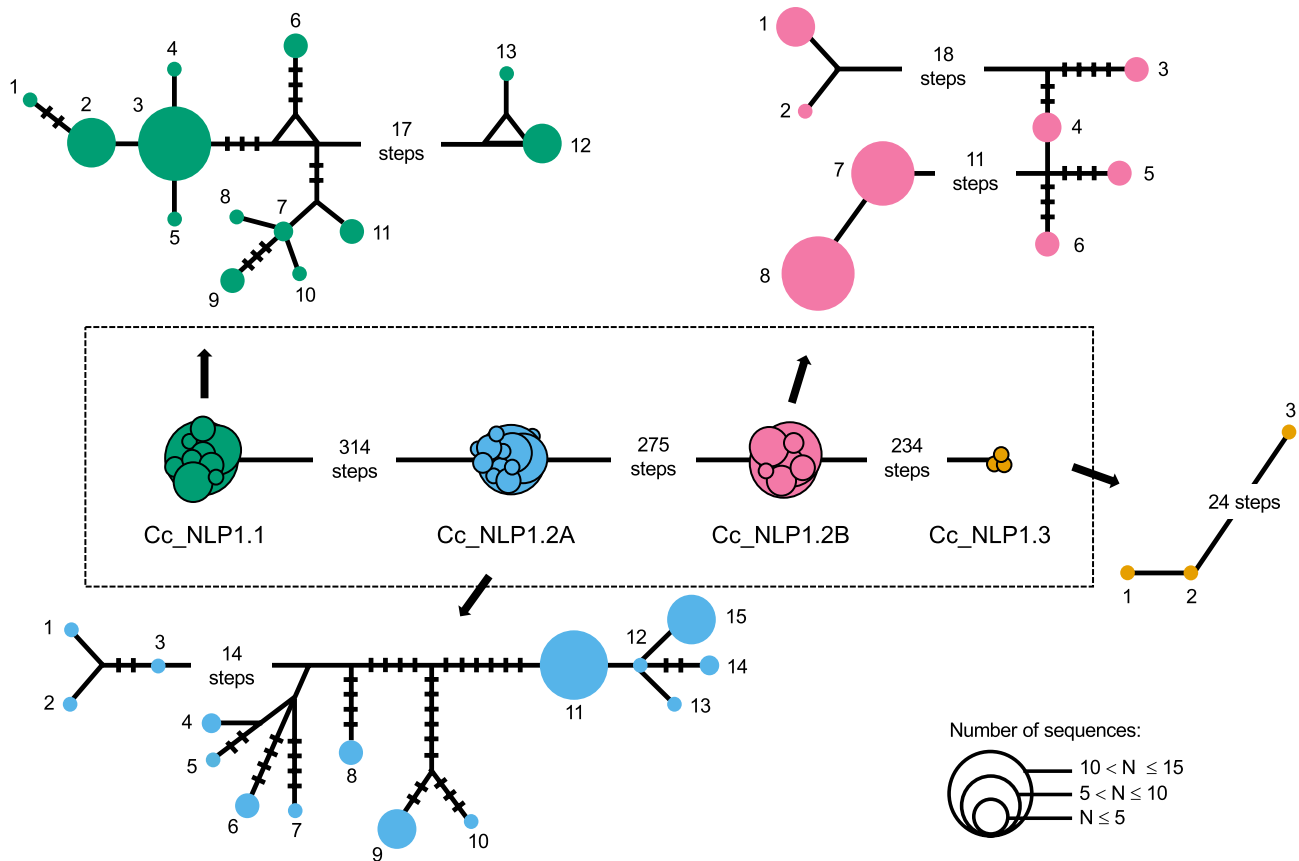 1
2
3
4
5
6
7
8
9
10
11
12
13
17
steps
1
2
3
4
5
6
7
8
18
steps
11
steps
314
steps
275
steps
234
steps
Cc_NLP1.1
Cc_NLP1.2A
Cc_NLP1.2B
Cc_NLP1.3
3
24 steps
1
2
1
2
3
14
steps
4
5
6
7
8
9
10
11
12
13
14
15
Number of sequences:
10 < N ≤ 15
5 < N ≤ 10
N ≤ 5